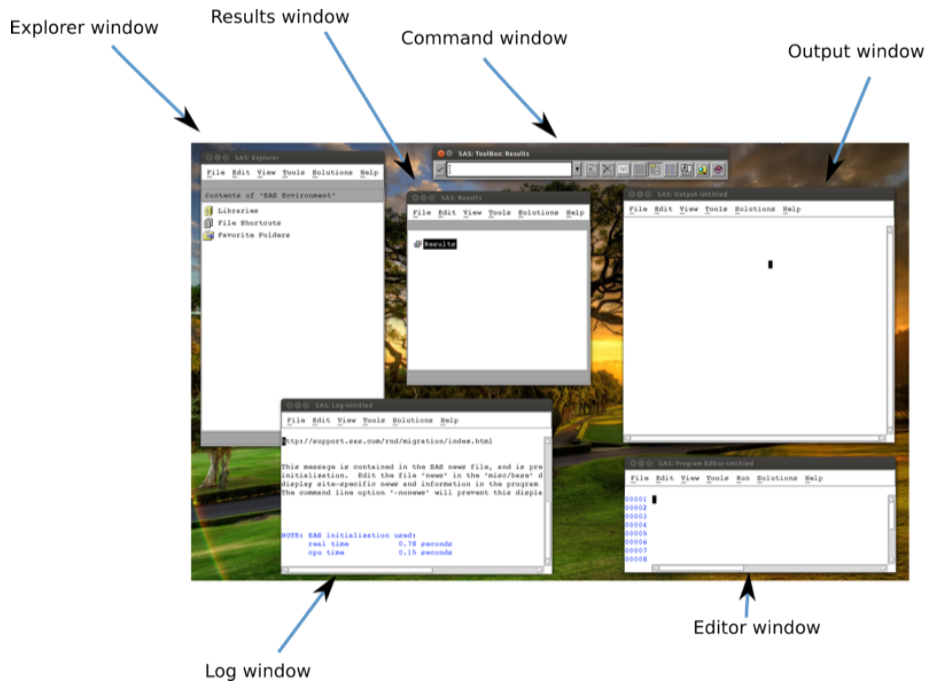 Explorer window
Results window
Command window
Output window
SAS: Explorer
File Edit View Tools Solutions Help
Contents of 'SAS Environment'
Libraries
File Shortcuts
Favorite Folders
SAS: ToolBox: Results
SAS: Results
File Edit View Tools Solutions Help
Results
SAS: Output-Untitled
File Edit View Tools Solutions Help
SAS: Log-Untitled
File Edit View Tools Solutions Help
http://support.sas.com/rnd/migration/index.html
This message is contained in the SAS news file, and is pre
initialization. Edit the file "news" in the "misc/base" d
display site-specific news and information in the program
The command line option "-nonews" will prevent this displa
NOTE: SAS initialization used:
real time 0.78 seconds
cpu time 0.15 seconds
SAS: Program Editor-Untitled
File Edit View Tools Run Solutions Help
00001
00002
00003
00004
00005
00006
00007
00008
Editor window
Log window